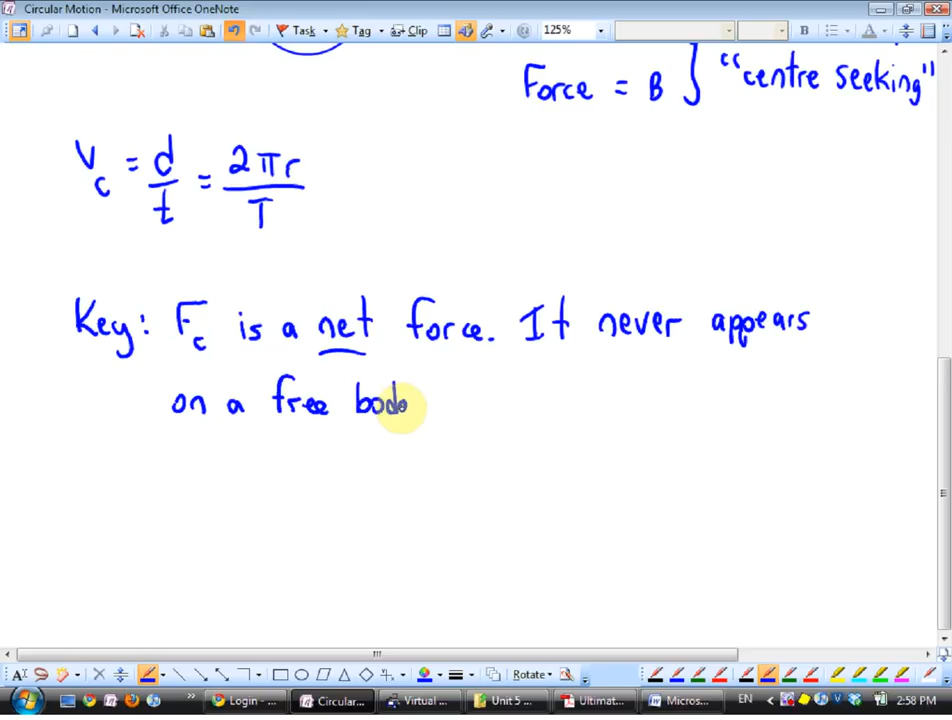 Circular Motion - Microsoft Office OneNote
Task
Tag
Clip
125%
B
A
Force = B } "centre seeking"
Vc = d/t = 2πr/T
Key: Fc is a net force. It never appears
on a free bod
Rotate
Login -
Circular...
Virtual ...
Unit 5 ...
Ultimat...
Micros...
EN
2:58 PM